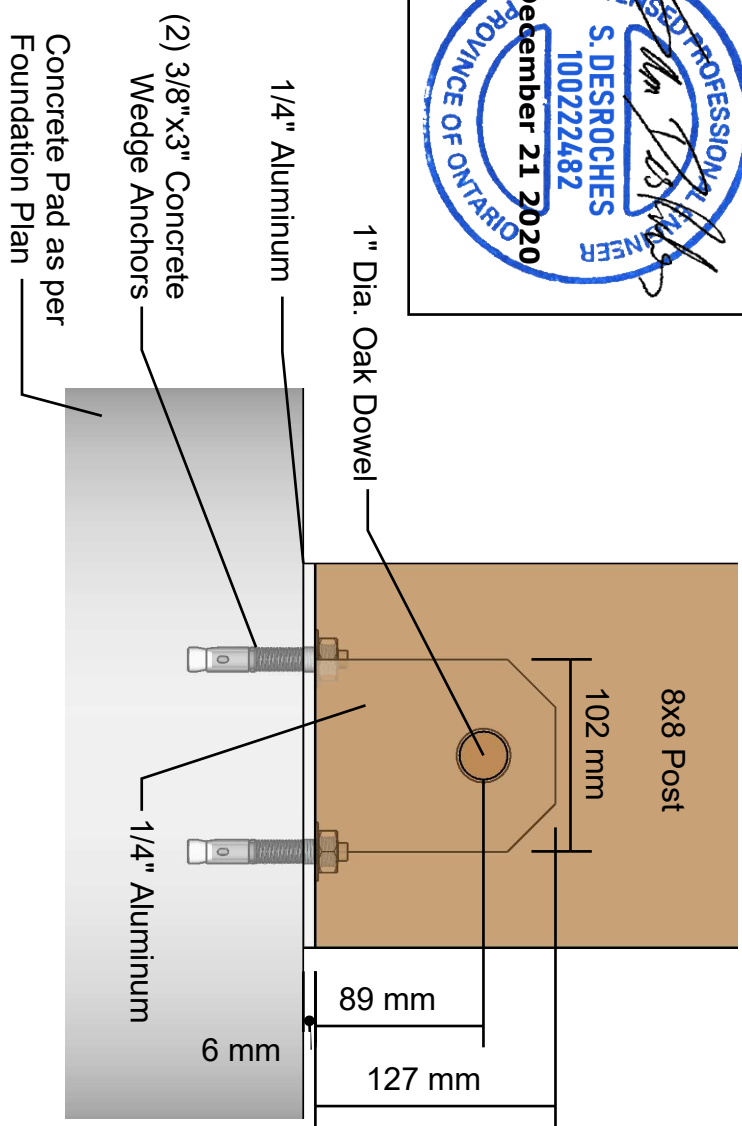 LICENSED PROFESSIONAL ENGINEER
S. DESROCHES
100222482
December 21 2020
PROVINCE OF ONTARIO
1" Dia. Oak Dowel
1/4" Aluminum
(2) 3/8"x3" Concrete
Wedge Anchors
Concrete Pad as per
Foundation Plan
8x8 Post
102 mm
1/4" Aluminum
89 mm
6 mm
127 mm